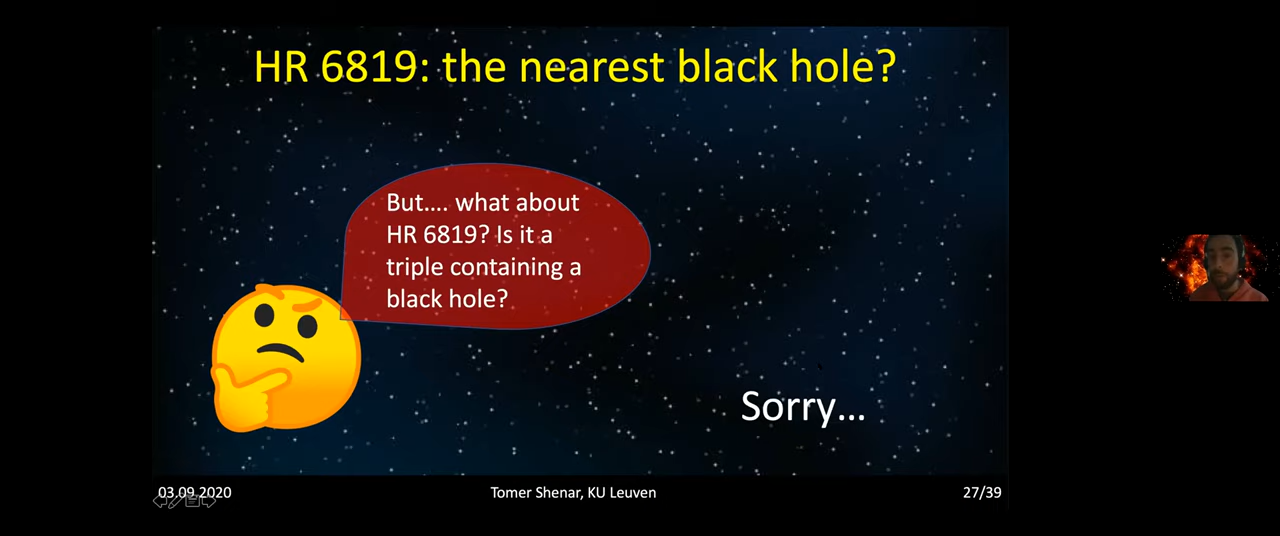 HR 6819: the nearest black hole?
But.... what about
HR 6819? Is it a
triple containing a
black hole?
Sorry...
03.09.2020
Tomer Shenar, KU Leuven
27/39